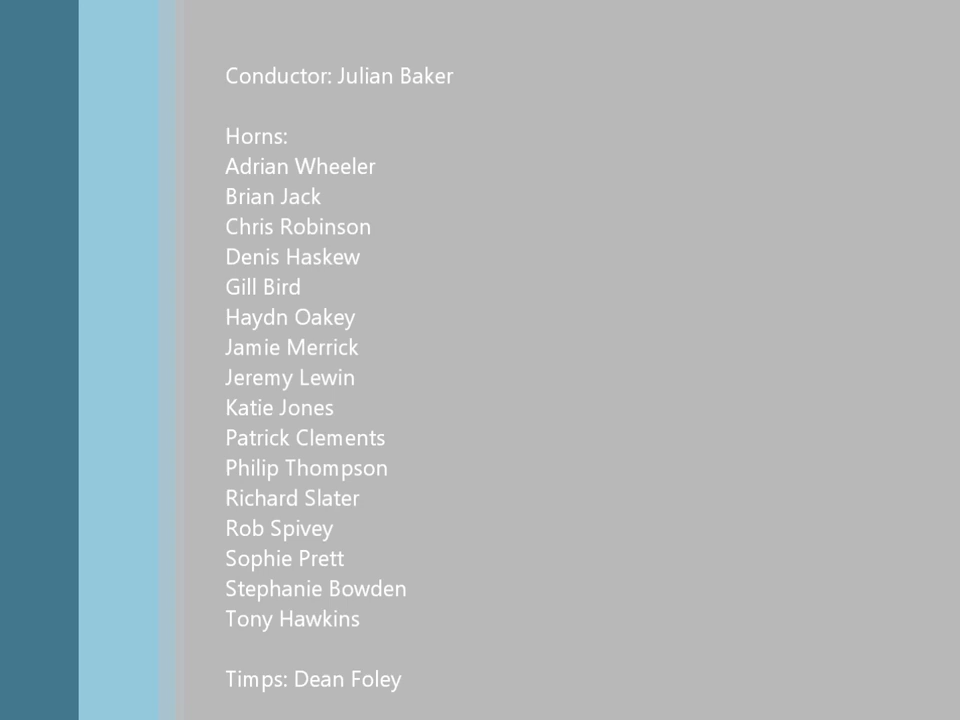 Conductor: Julian Baker
Horns:
Adrian Wheeler
Brian Jack
Chris Robinson
Denis Haskew
Gill Bird
Haydn Oakey
Jamie Merrick
Jeremy Lewin
Katie Jones
Patrick Clements
Philip Thompson
Richard Slater
Rob Spivey
Sophie Prett
Stephanie Bowden
Tony Hawkins
Timps: Dean Foley